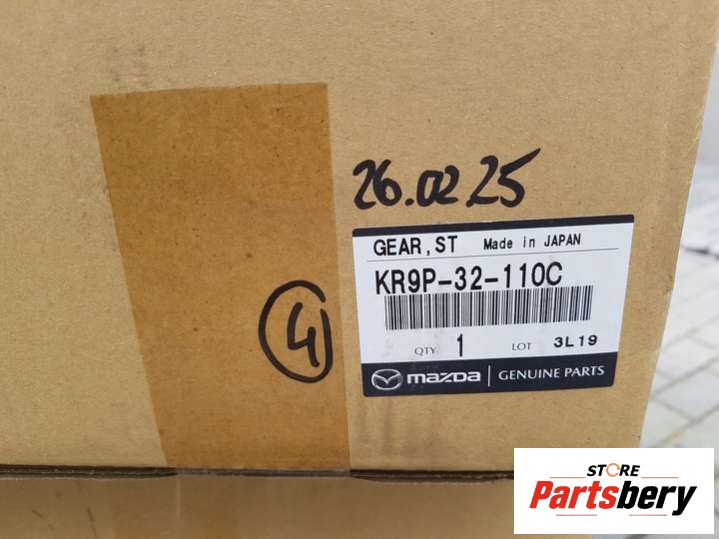 26.02.25
GEAR, ST Made in JAPAN
KR9P-32-110C
QTY. 1 LOT 3L19
mazda GENUINE PARTS
4
STORE
Partsbery